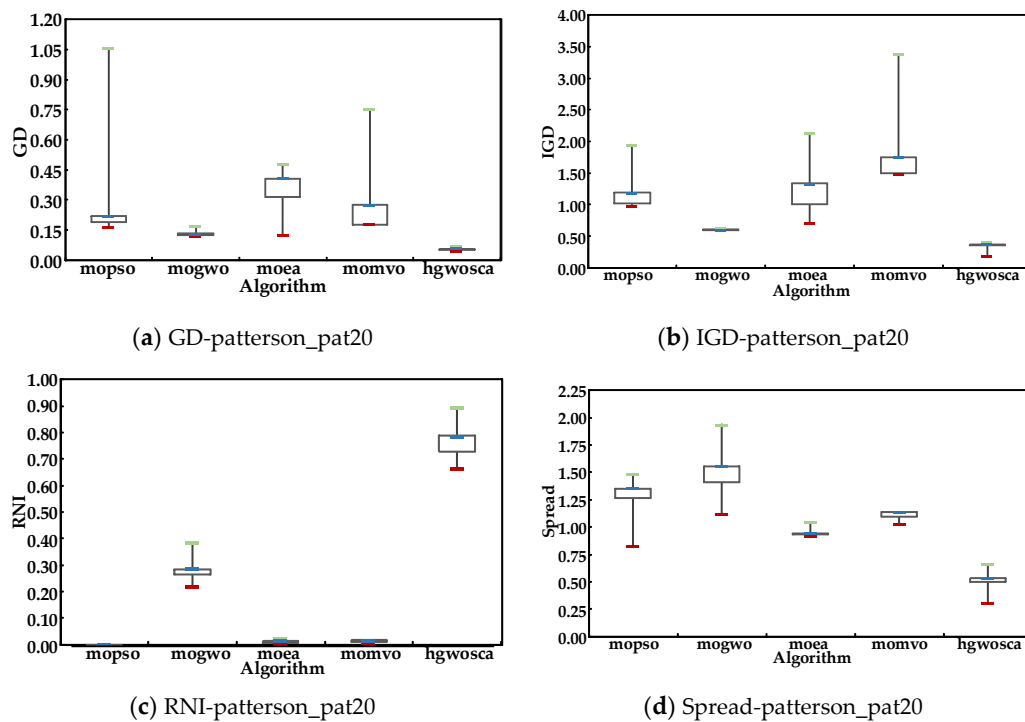 1.20
1.05
0.90
0.75
0.60
0.45
0.30
0.15
0.00
GD
mopso mogwo moea momvo hgwosca
Algorithm
(a) GD-patterson_pat20
4.00
3.50
3.00
2.50
2.00
1.50
1.00
0.50
0.00
IGD
mopso mogwo moea momvo hgwosca
Algorithm
(b) IGD-patterson_pat20
1.00
0.90
0.80
0.70
0.60
0.50
0.40
0.30
0.20
0.10
0.00
RNI
mopso mogwo moea momvo hgwosca
Algorithm
(c) RNI-patterson_pat20
2.25
2.00
1.75
1.50
1.25
1.00
0.75
0.50
0.25
0.00
Spread
mopso mogwo moea momvo hgwosca
Algorithm
(d) Spread-patterson_pat20